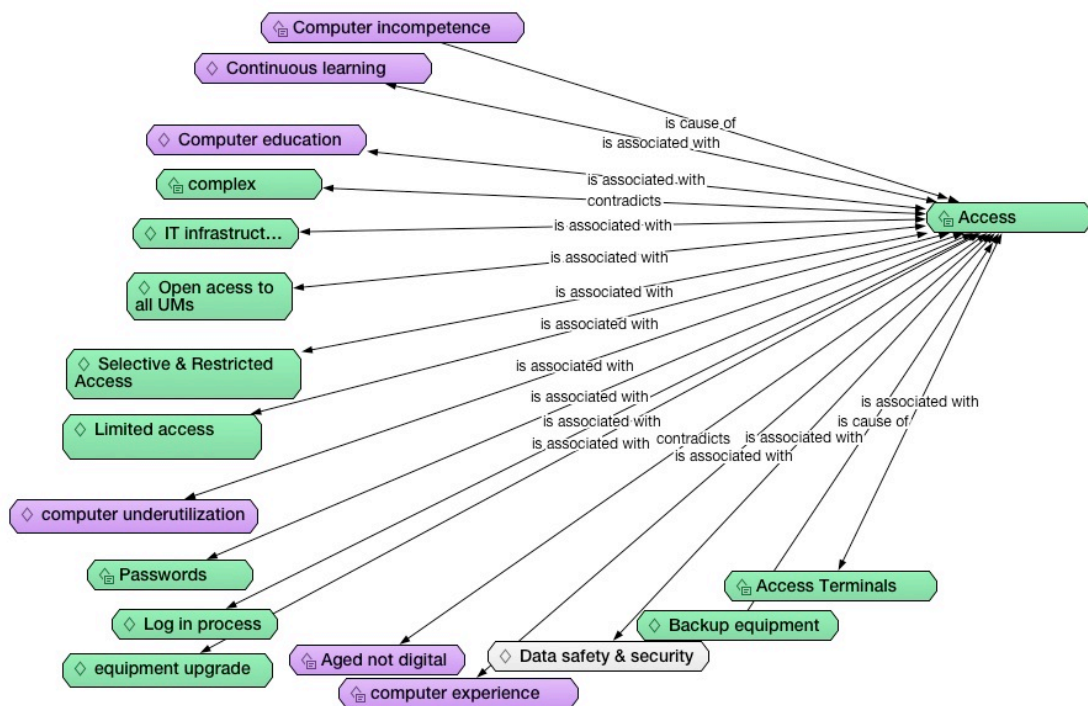 Computer incompetence
Continuous learning
is cause of
is associated with
Computer education
is associated with
complex
contradicts
Access
IT infrastruct...
is associated with
is associated with
Open acess to
all UMs
is associated with
is associated with
Selective & Restricted
Access
is associated with
is associated with
is associated with
Limited access
is associated with
is cause of
is associated with
contradicts
is associated with
is associated with
computer underutilization
Passwords
Access Terminals
Log in process
Backup equipment
equipment upgrade
Aged not digital
Data safety & security
computer experience